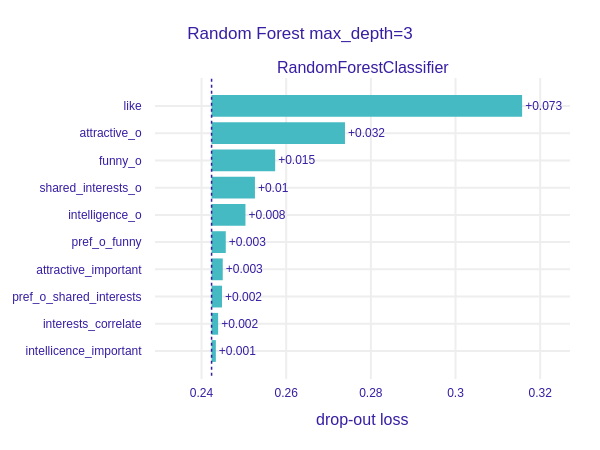 Random Forest max_depth=3
RandomForestClassifier
like +0.073
attractive_o +0.032
funny_o +0.015
shared_interests_o +0.01
intelligence_o +0.008
pref_o_funny +0.003
attractive_important +0.003
pref_o_shared_interests +0.002
interests_correlate +0.002
intellicence_important +0.001
0.24 0.26 0.28 0.3 0.32
drop-out loss